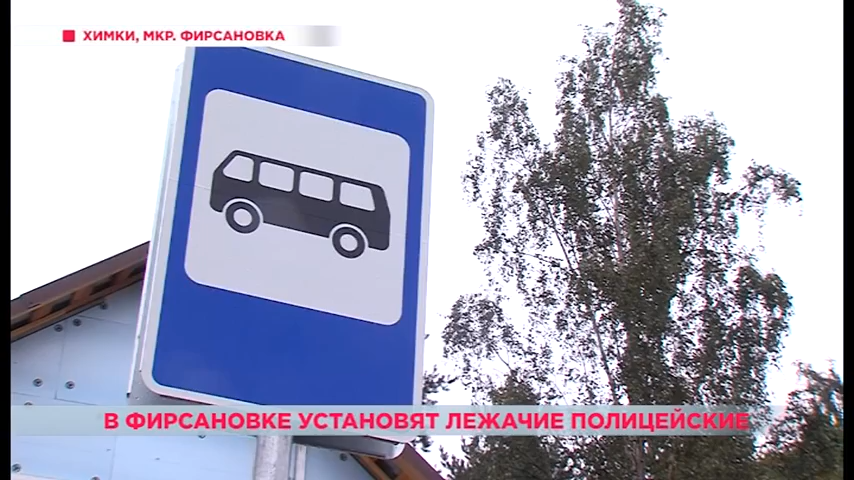 ХИМКИ, МКР. ФИРСАНОВКА
В ФИРСАНОВКЕ УСТАНОВЯТ ЛЕЖАЧИЕ ПОЛИЦЕЙСКИЕ